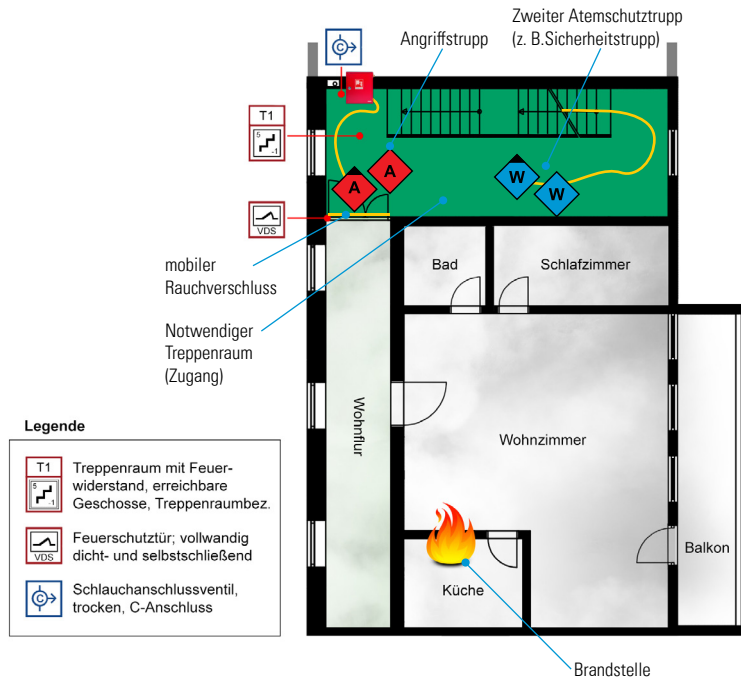 Zweiter Atemschutztrupp
(z. B.Sicherheitstrupp)
Angriffstrupp
C
T1
5
-1
A
A
W
W
VDS
mobiler
Rauchverschluss
Bad
Schlafzimmer
Notwendiger
Treppenraum
(Zugang)
Wohnflur
Wohnzimmer
Küche
Balkon
Brandstelle
Legende
T1
5
-1
Treppenraum mit Feuer-
widerstand, erreichbare
Geschosse, Treppenraumbez.
VDS
Feuerschutztür; vollwandig
dicht- und selbstschließend
C
Schlauchanschlussventil,
trocken, C-Anschluss